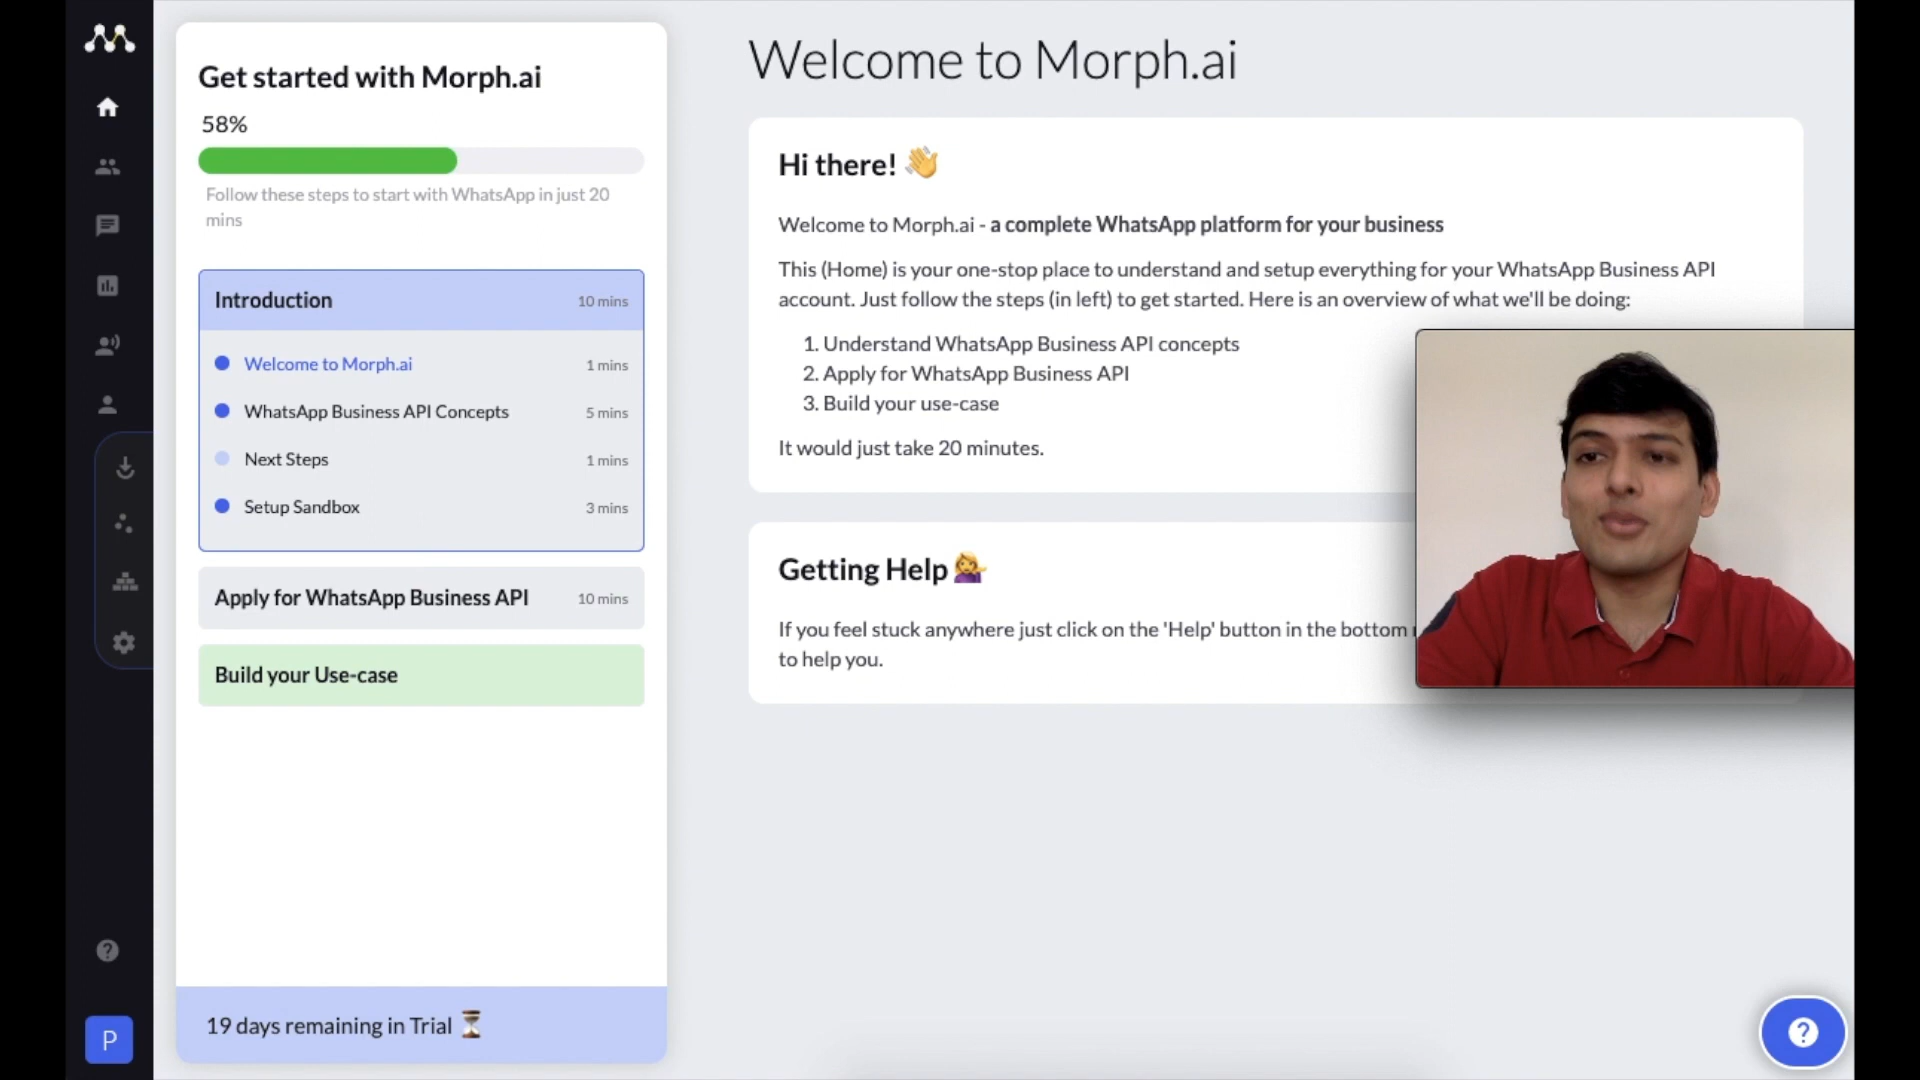 Get started with Morph.ai
58%
Follow these steps to start with WhatsApp in just 20
mins
Introduction 10 mins
Welcome to Morph.ai 1 mins
WhatsApp Business API Concepts 5 mins
Next Steps 1 mins
Setup Sandbox 3 mins
Apply for WhatsApp Business API 10 mins
Build your Use-case
19 days remaining in Trial ⏳
P
Welcome to Morph.ai
Hi there! 👋
Welcome to Morph.ai - a complete WhatsApp platform for your business
This (Home) is your one-stop place to understand and setup everything for your WhatsApp Business API
account. Just follow the steps (in left) to get started. Here is an overview of what we'll be doing:
1. Understand WhatsApp Business API concepts
2. Apply for WhatsApp Business API
3. Build your use-case
It would just take 20 minutes.
Getting Help 💁‍♀️
If you feel stuck anywhere just click on the 'Help' button in the bottom
to help you.